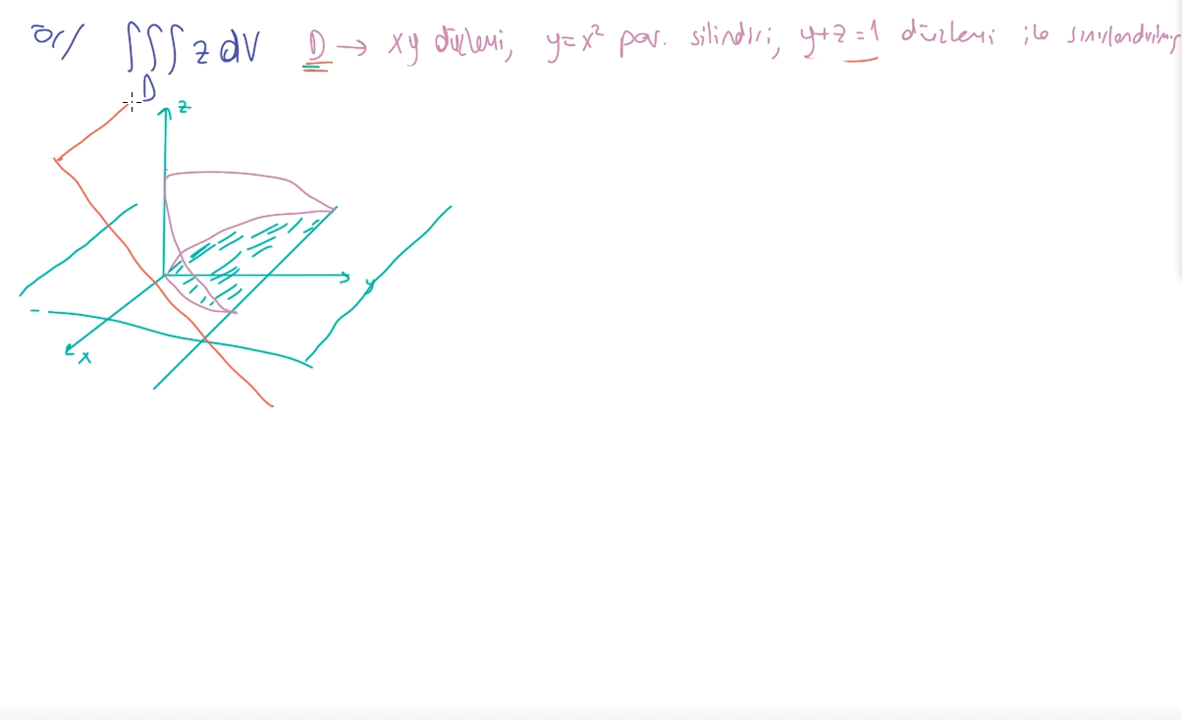 ör/ ∫∫∫ z dV D → xy düzlemi, y=x² par. silindiri, y+z=1 düzlemi ile sınırlandırılmış
D
z
y
x